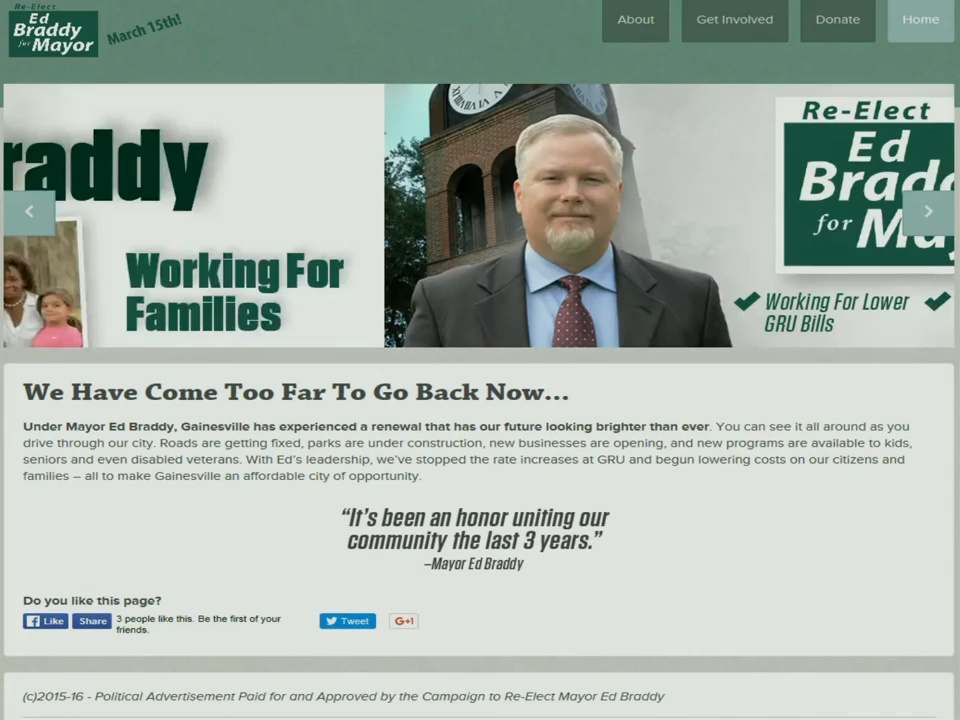 Re-Elect
Ed
Braddy
for Mayor
March 15th!
About
Get Involved
Donate
Home
raddy
Working For
Families
Re-Elect
Ed
for
Working For Lower
GRU Bills
We Have Come Too Far To Go Back Now...
Under Mayor Ed Braddy, Gainesville has experienced a renewal that has our future looking brighter than ever. You can see it all around as you
drive through our city. Roads are getting fixed, parks are under construction, new businesses are opening, and new programs are available to kids,
seniors and even disabled veterans. With Ed's leadership, we've stopped the rate increases at GRU and begun lowering costs on our citizens and
families – all to make Gainesville an affordable city of opportunity.
“It's been an honor uniting our
community the last 3 years.”
–Mayor Ed Braddy
Do you like this page?
Like
Share
3 people like this. Be the first of your
friends.
Tweet
G+1
(c)2015-16 - Political Advertisement Paid for and Approved by the Campaign to Re-Elect Mayor Ed Braddy